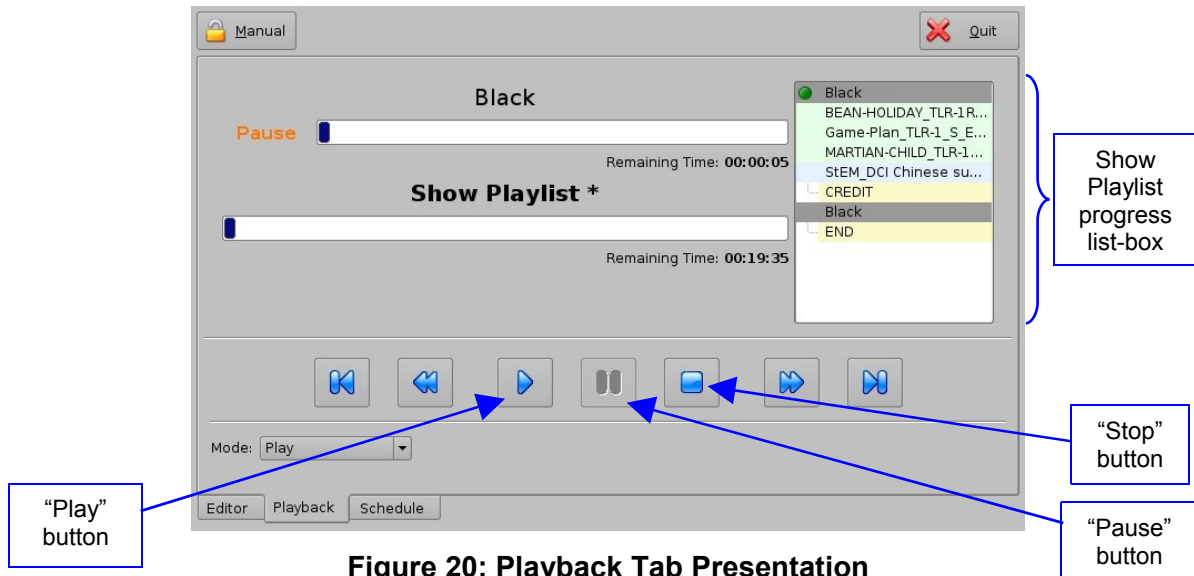 Manual
Quit
Black
Pause
Remaining Time: 00:00:05
Show Playlist *
Remaining Time: 00:19:35
Black
BEAN-HOLIDAY_TLR-1R...
Game-Plan_TLR-1_S_E...
MARTIAN-CHILD_TLR-1...
StEM_DCI Chinese su...
CREDIT
Black
END
Show
Playlist
progress
list-box
Mode: Play
Editor Playback Schedule
“Play”
button
“Stop”
button
“Pause”
button
Figure 20: Playback Tab Presentation